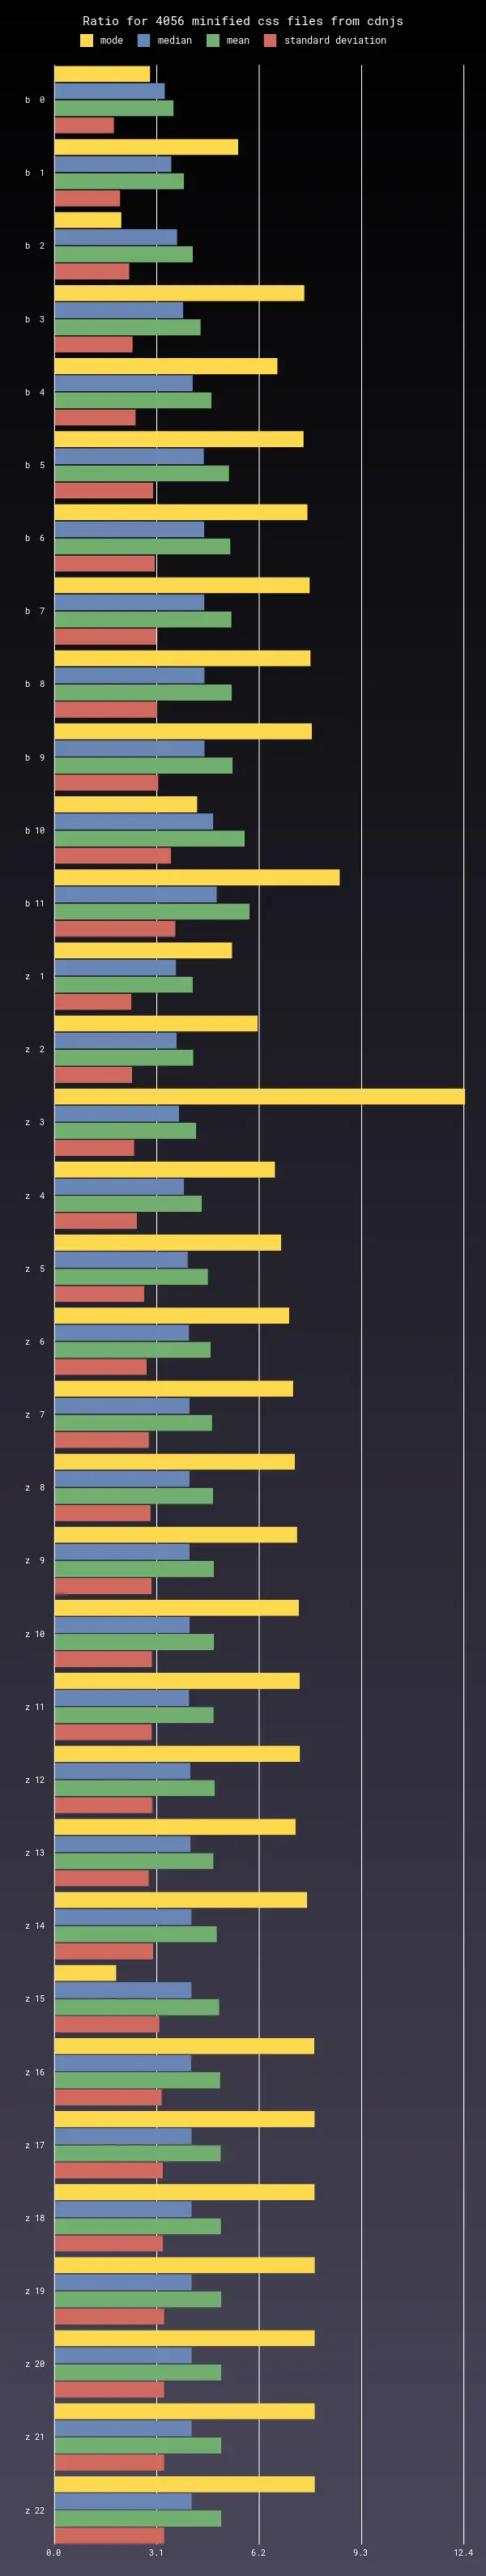 Ratio for 4056 minified css files from cdnjs
mode median mean standard deviation
b 0
b 1
b 2
b 3
b 4
b 5
b 6
b 7
b 8
b 9
b 10
b 11
z 1
z 2
z 3
z 4
z 5
z 6
z 7
z 8
z 9
z 10
z 11
z 12
z 13
z 14
z 15
z 16
z 17
z 18
z 19
z 20
z 21
z 22
0.0 3.1 6.2 9.3 12.4